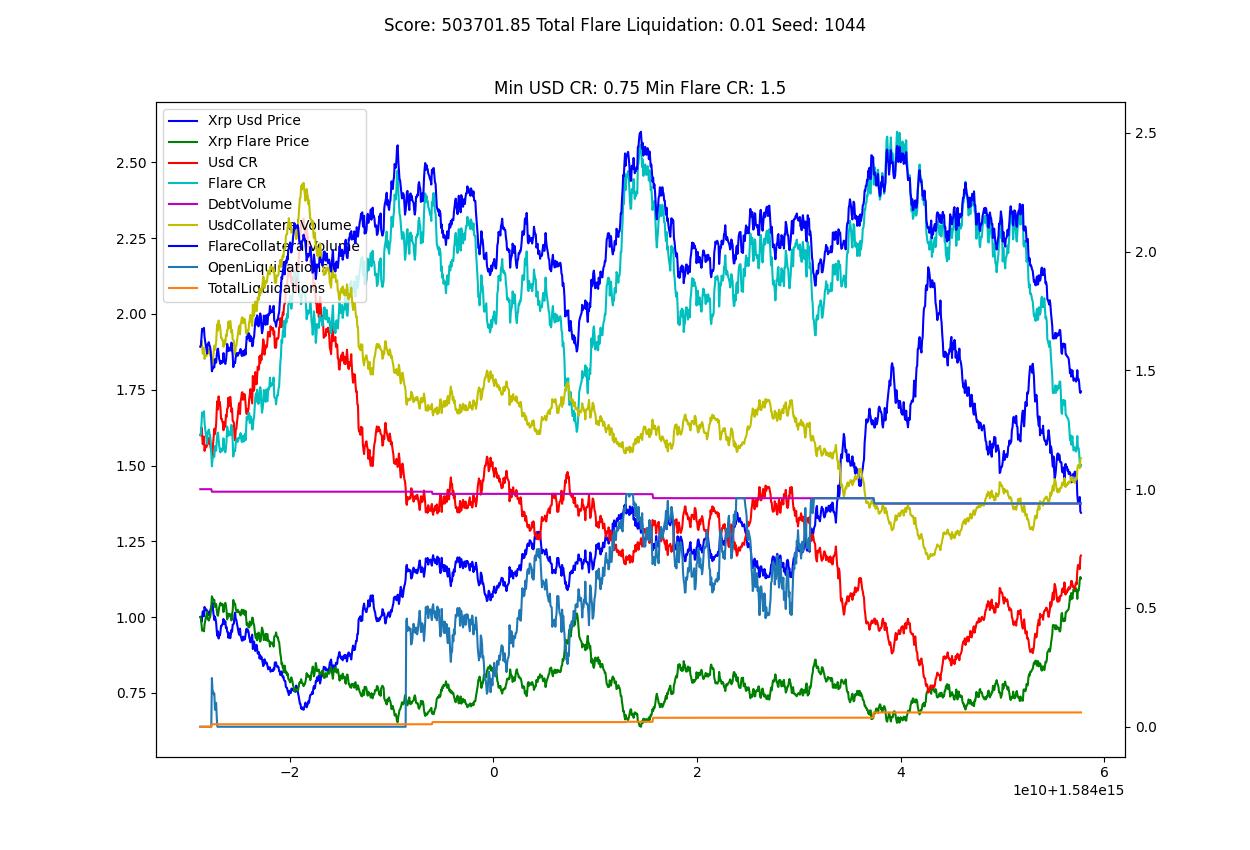 Score: 503701.85 Total Flare Liquidation: 0.01 Seed: 1044
Min USD CR: 0.75 Min Flare CR: 1.5
Xrp Usd Price
Xrp Flare Price
Usd CR
Flare CR
DebtVolume
UsdCollateralVolume
FlareCollateralVolume
OpenLiquidations
TotalLiquidations
2.50
2.25
2.00
1.75
1.50
1.25
1.00
0.75
2.5
2.0
1.5
1.0
0.5
0.0
−2 0 2 4 6
1e10+1.584e15